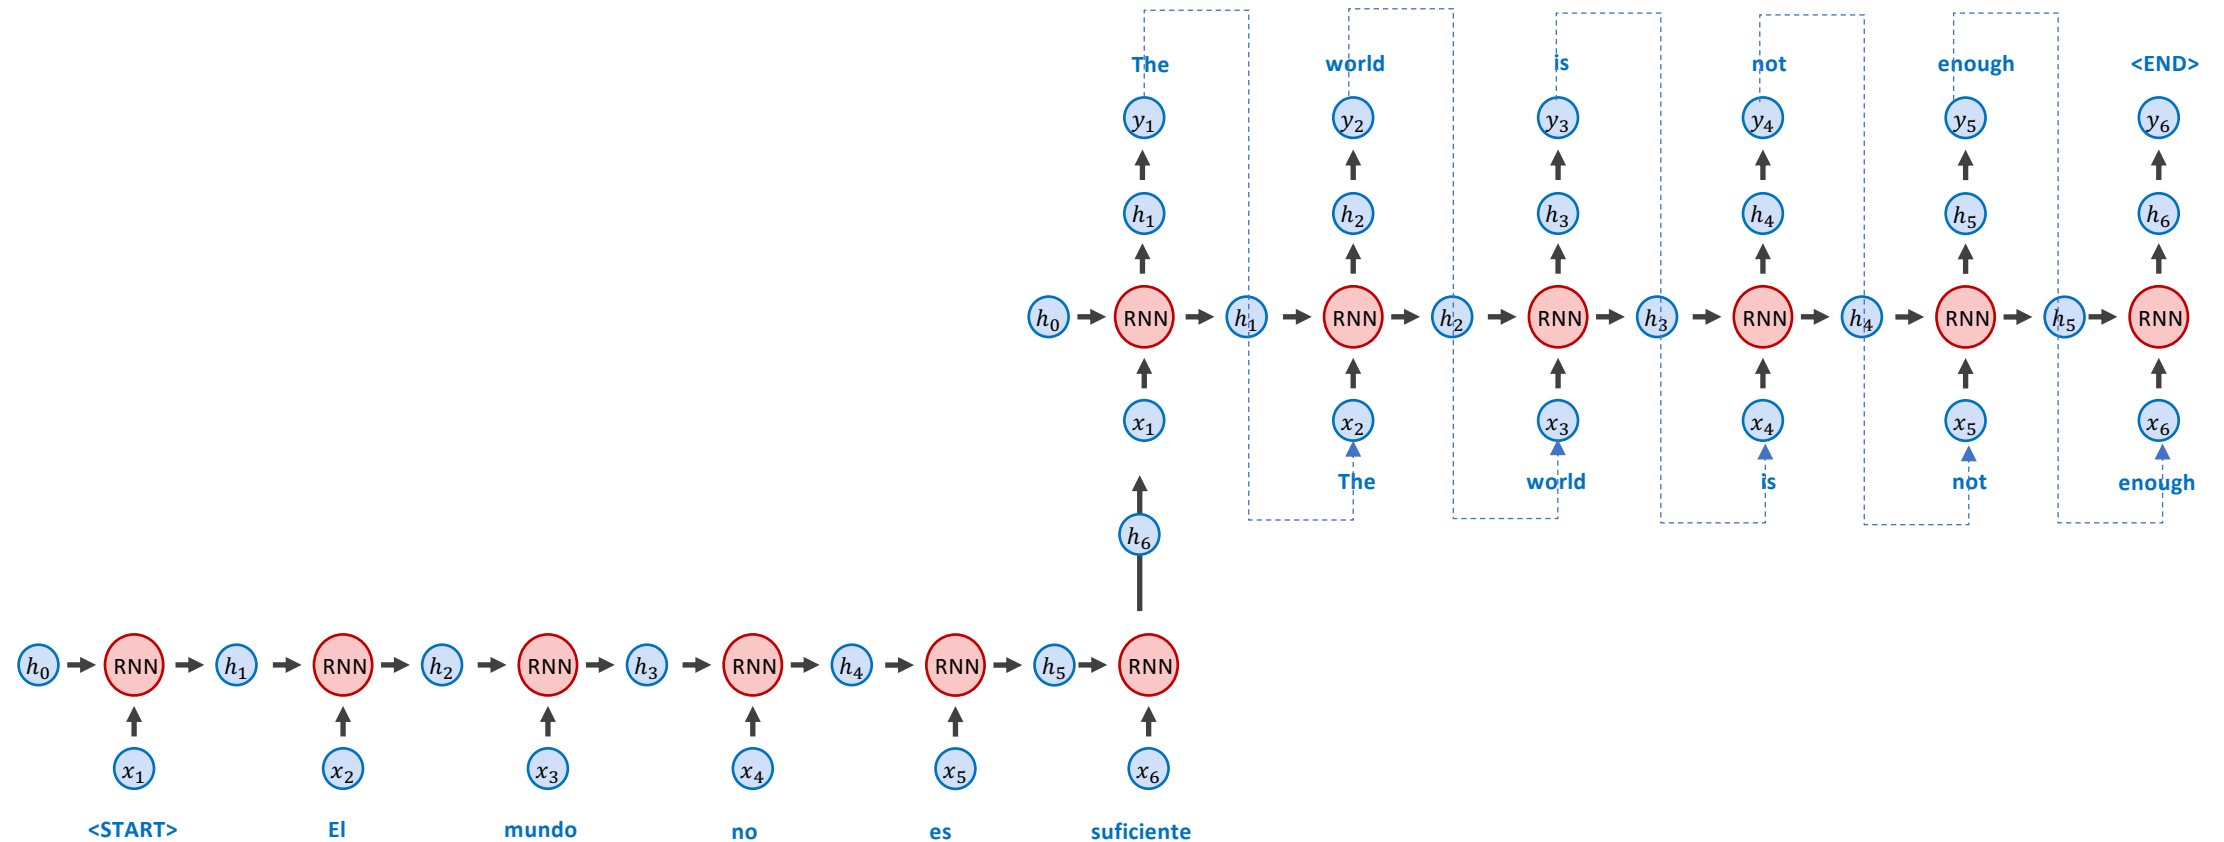 The world is not enough <END>
y₁ y₂ y₃ y₄ y₅ y₆
h₁ h₂ h₃ h₄ h₅ h₆
h₀ RNN h₁ RNN h₂ RNN h₃ RNN h₄ RNN h₅ RNN
x₁ x₂ x₃ x₄ x₅ x₆
The world is not enough
h₆
h₀ RNN h₁ RNN h₂ RNN h₃ RNN h₄ RNN h₅ RNN
x₁ x₂ x₃ x₄ x₅ x₆
<START> El mundo no es suficiente